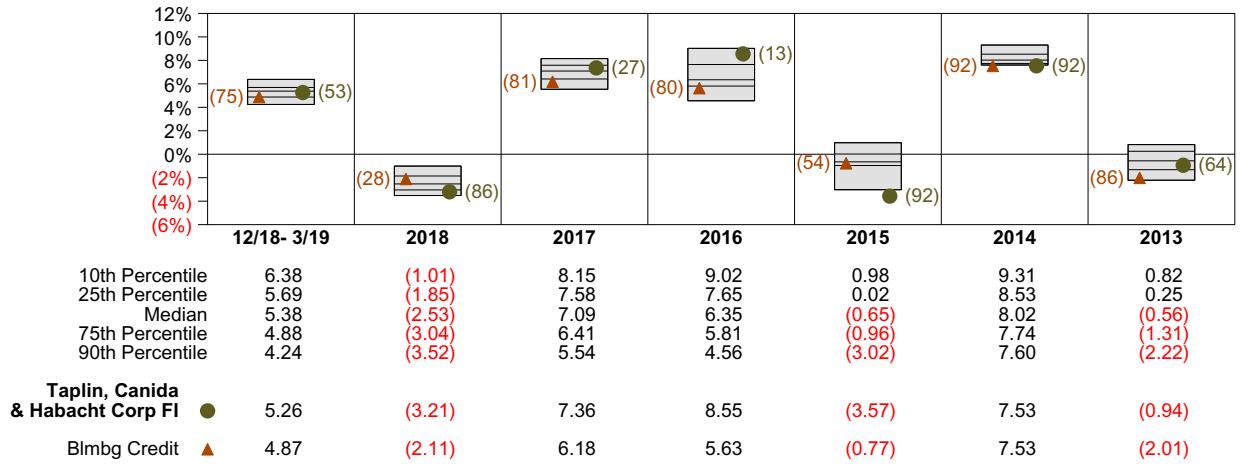 12%
10%
8%
6%
4%
2%
0%
(2%)
(4%)
(6%)
(75) (53)
(28) (86)
(81) (27)
(80) (13)
(54) (92)
(92) (92)
(86) (64)
12/18- 3/19 2018 2017 2016 2015 2014 2013
10th Percentile 6.38 (1.01) 8.15 9.02 0.98 9.31 0.82
25th Percentile 5.69 (1.85) 7.58 7.65 0.02 8.53 0.25
Median 5.38 (2.53) 7.09 6.35 (0.65) 8.02 (0.56)
75th Percentile 4.88 (3.04) 6.41 5.81 (0.96) 7.74 (1.31)
90th Percentile 4.24 (3.52) 5.54 4.56 (3.02) 7.60 (2.22)
Taplin, Canida
& Habacht Corp FI 5.26 (3.21) 7.36 8.55 (3.57) 7.53 (0.94)
Blmbg Credit 4.87 (2.11) 6.18 5.63 (0.77) 7.53 (2.01)